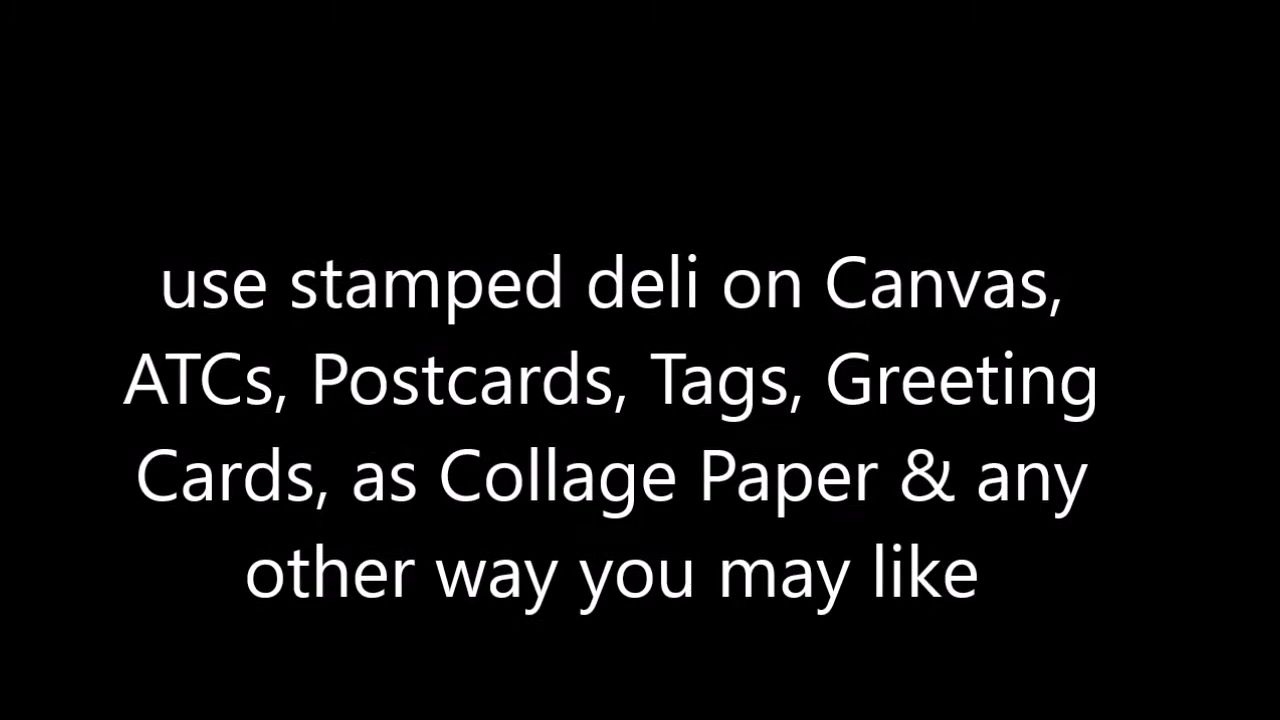 use stamped deli on Canvas,
ATCs, Postcards, Tags, Greeting
Cards, as Collage Paper & any
other way you may like